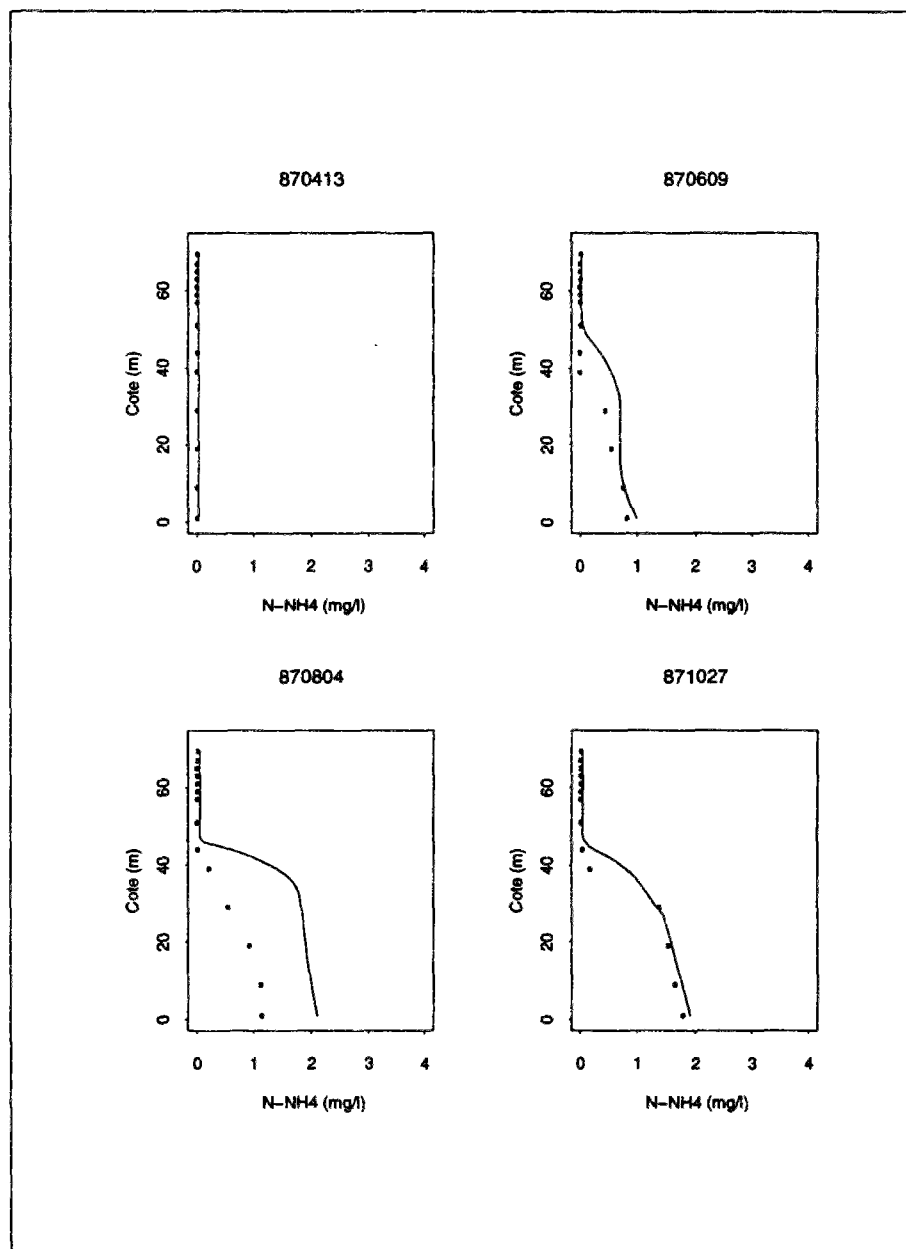 870413
60
40
20
0
Cote (m)
0 1 2 3 4
N-NH4 (mg/l)
870609
60
40
20
0
Cote (m)
0 1 2 3 4
N-NH4 (mg/l)
870804
60
40
20
0
Cote (m)
0 1 2 3 4
N-NH4 (mg/l)
871027
60
40
20
0
Cote (m)
0 1 2 3 4
N-NH4 (mg/l)